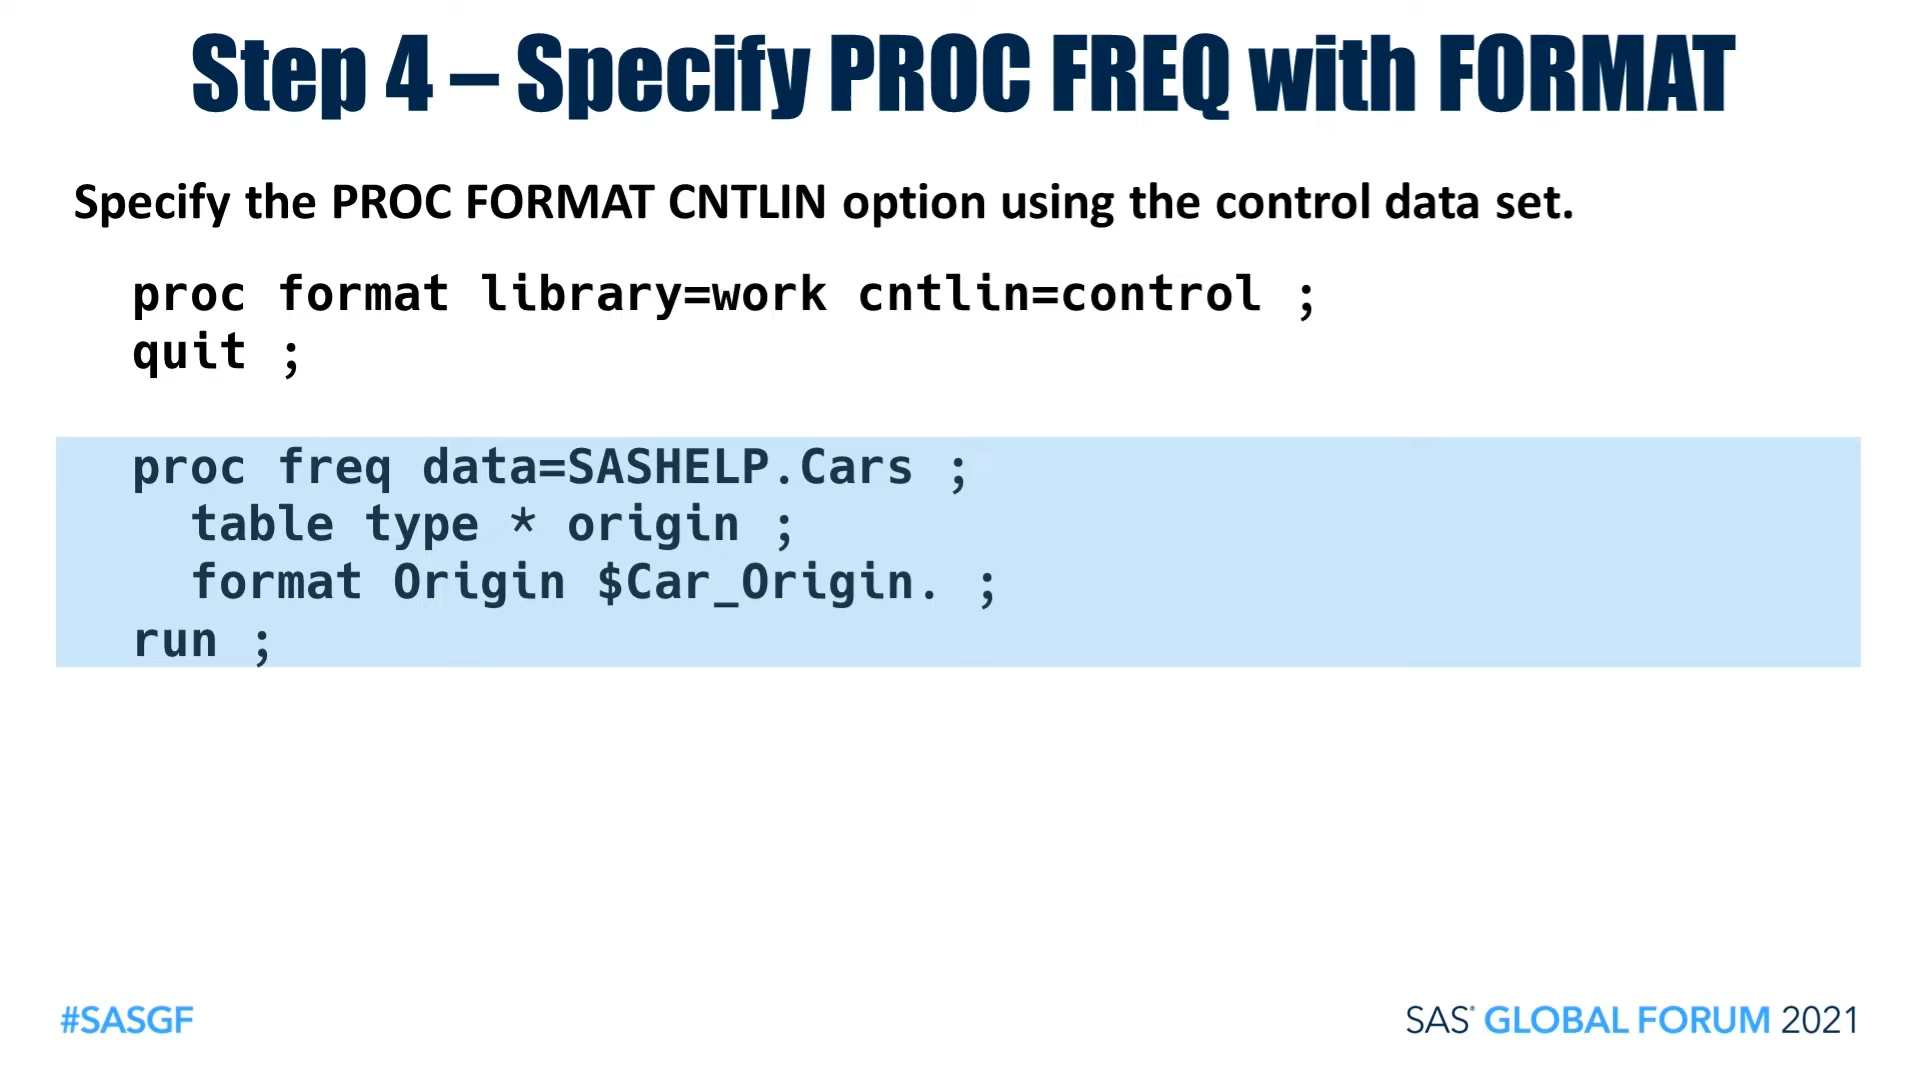 Step 4 – Specify PROC FREQ with FORMAT
Specify the PROC FORMAT CNTLIN option using the control data set.
proc format library=work cntlin=control ;
quit ;
proc freq data=SASHELP.Cars ;
table type * origin ;
format Origin $Car_Origin. ;
run ;
#SASGF
SAS® GLOBAL FORUM 2021